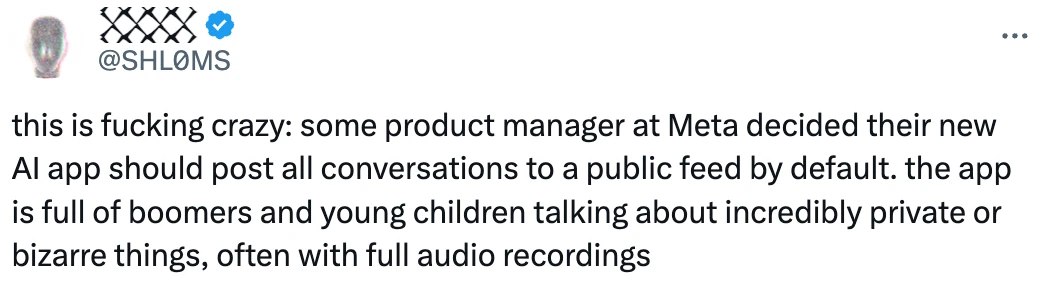 XXXX
@SHL0MS
this is fucking crazy: some product manager at Meta decided their new
AI app should post all conversations to a public feed by default. the app
is full of boomers and young children talking about incredibly private or
bizarre things, often with full audio recordings